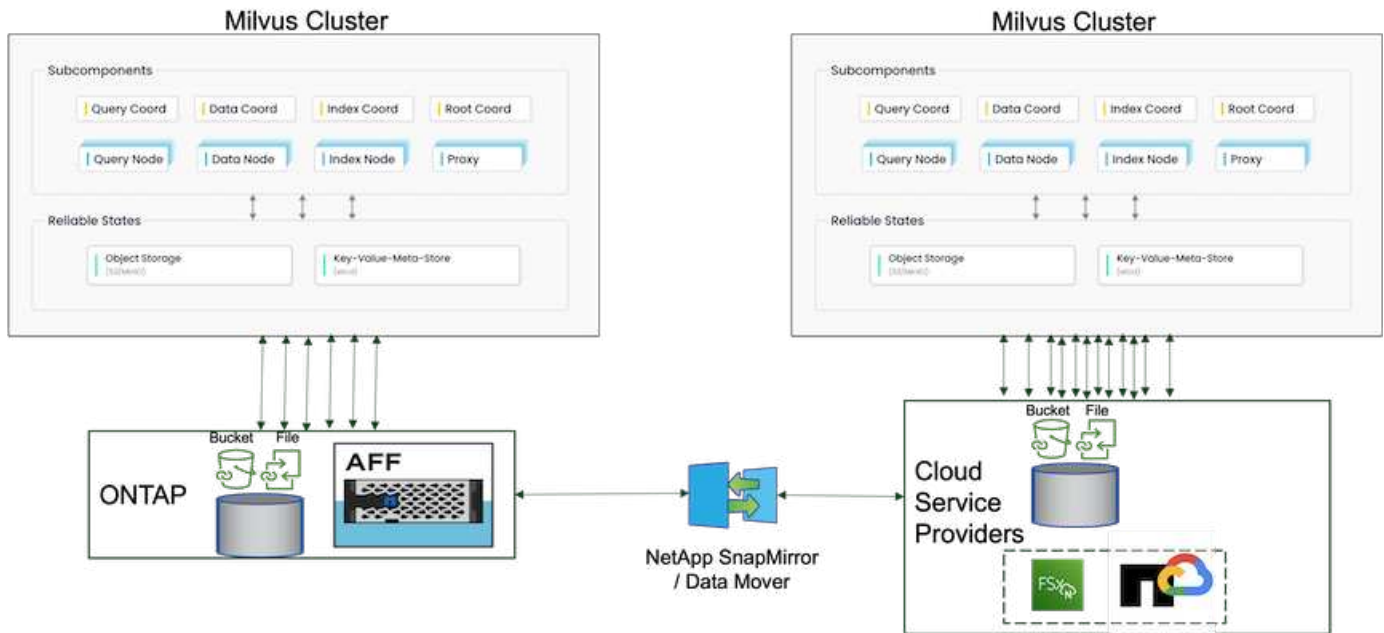 Milvus Cluster
Subcomponents
Query Coord
Data Coord
Index Coord
Root Coord
Query Node
Data Node
Index Node
Proxy
Reliable States
Object Storage
Key-Value-Meta-Store
Milvus Cluster
Subcomponents
Query Coord
Data Coord
Index Coord
Root Coord
Query Node
Data Node
Index Node
Proxy
Reliable States
Object Storage
Key-Value-Meta-Store
ONTAP
Bucket
File
AFF
NetApp SnapMirror
/ Data Mover
Bucket
File
Cloud
Service
Providers
FSx
N